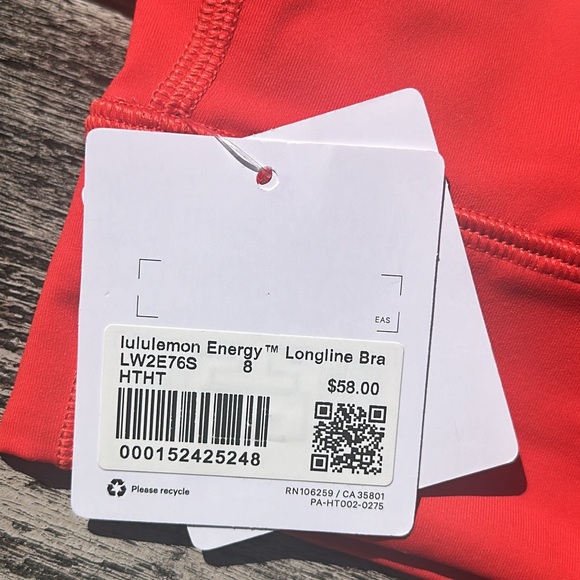 EAS
lululemon Energy™ Longline Bra
LW2E76S 8
HTHT
$58.00
000152425248
Please recycle
RN106259 / CA 35801
PA-HT002-0275